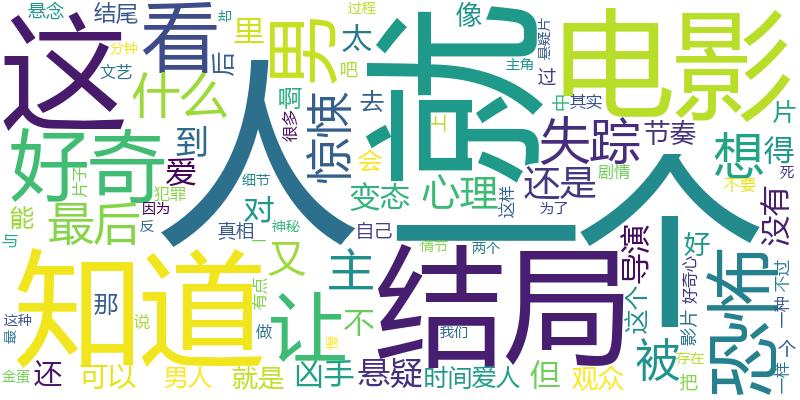 悬念
结尾
却
过程
这
看
后
里
男
太
像
悬疑片
电影
分钟
吧
主角
文艺
什么
很多
啊
惊悚
去
就
过
由
其实
片
上
失踪
节奏
好奇
到
人
片子
爱
犯罪
细节
会
变态
心理
还是
剧情
想
得
死
不要
能
最后
因为
反
对
神秘
自己
这样
为了
一个
没有
与
真相
一
情节
两个
导演
好
知道
又
主
结局
恐怖
好奇心
不过
那
有点
这个
影片
一种
这种
最
说
让
不
做
慢
我们
被
存在
个
金蛋
还
可以
男人
就是
凶手
悬疑
时间爱人
但
观众
把
一样